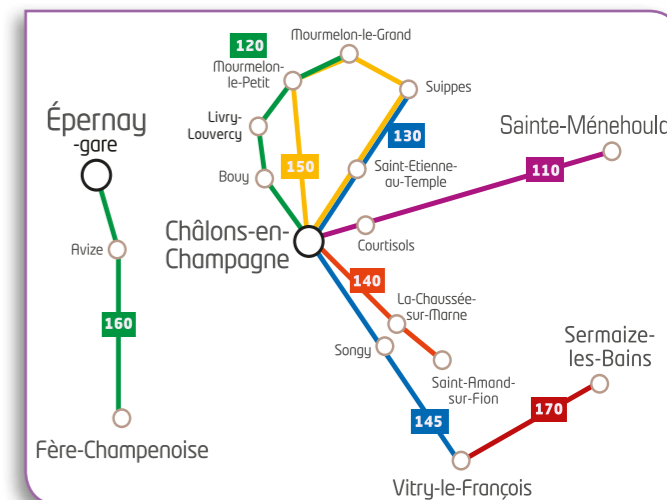 Mourmelon-le-Grand
120
Mourmelon-
le-Petit
Suippes
Épernay
-gare
Livry-
Louvercy
130
Sainte-Ménehould
150
Saint-Etienne-
au-Temple
110
Bouy
Châlons-en-
Champagne
Courtisols
Avize
140
La-Chaussée-
sur-Marne
160
Songy
Sermaize-
les-Bains
Saint-Amand-
sur-Fion
145
170
Fère-Champenoise
Vitry-le-François